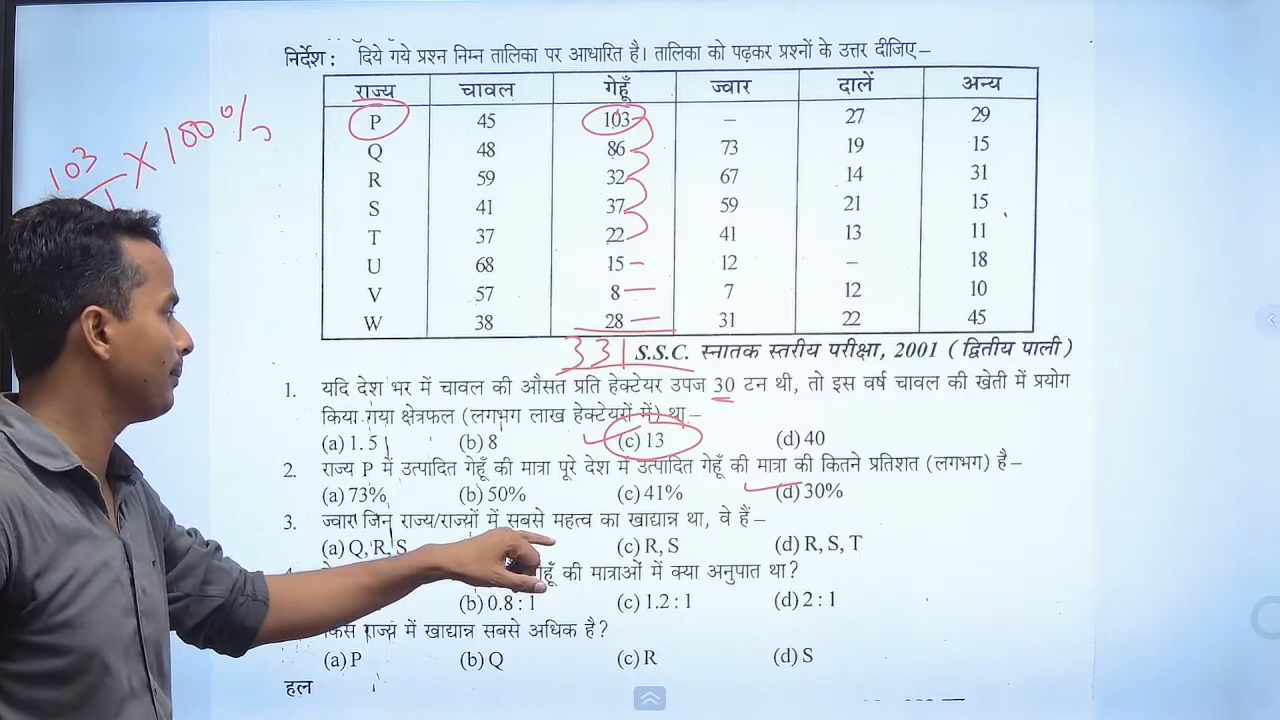 निर्देश : दिये गये प्रश्न निम्न तालिका पर आधारित है। तालिका को पढ़कर प्रश्नों के उत्तर दीजिए–
राज्य चावल गेहूँ ज्वार दालें अन्य
P 45 103 – 27 29
Q 48 86 73 19 15
R 59 32 67 14 31
S 41 37 59 21 15
T 37 22 41 13 11
U 68 15 12 – 18
V 57 8 7 12 10
W 38 28 31 22 45
103
× 100%
331
S.S.C. स्नातक स्तरीय परीक्षा, 2001 ( द्वितीय पाली )
1. यदि देश भर में चावल की औसत प्रति हेक्टेयर उपज 30 टन थी, तो इस वर्ष चावल की खेती में प्रयोग
किया गया क्षेत्रफल (लगभग लाख हेक्टेयरों में) था–
(a) 1.5 (b) 8 (c) 13 (d) 40
2. राज्य P में उत्पादित गेहूँ की मात्रा पूरे देश में उत्पादित गेहूँ की मात्रा की कितने प्रतिशत (लगभग) है–
(a) 73% (b) 50% (c) 41% (d) 30%
3. ज्वार जिन राज्य/राज्यों में सबसे महत्व का खाद्यान्न था, वे हैं–
(a) Q, R, S (c) R, S (d) R, S, T
की मात्राओं में क्या अनुपात था?
(b) 0.8 : 1 (c) 1.2 : 1 (d) 2 : 1
किस राज्य में खाद्यान्न सबसे अधिक है?
(a) P (b) Q (c) R (d) S
हल